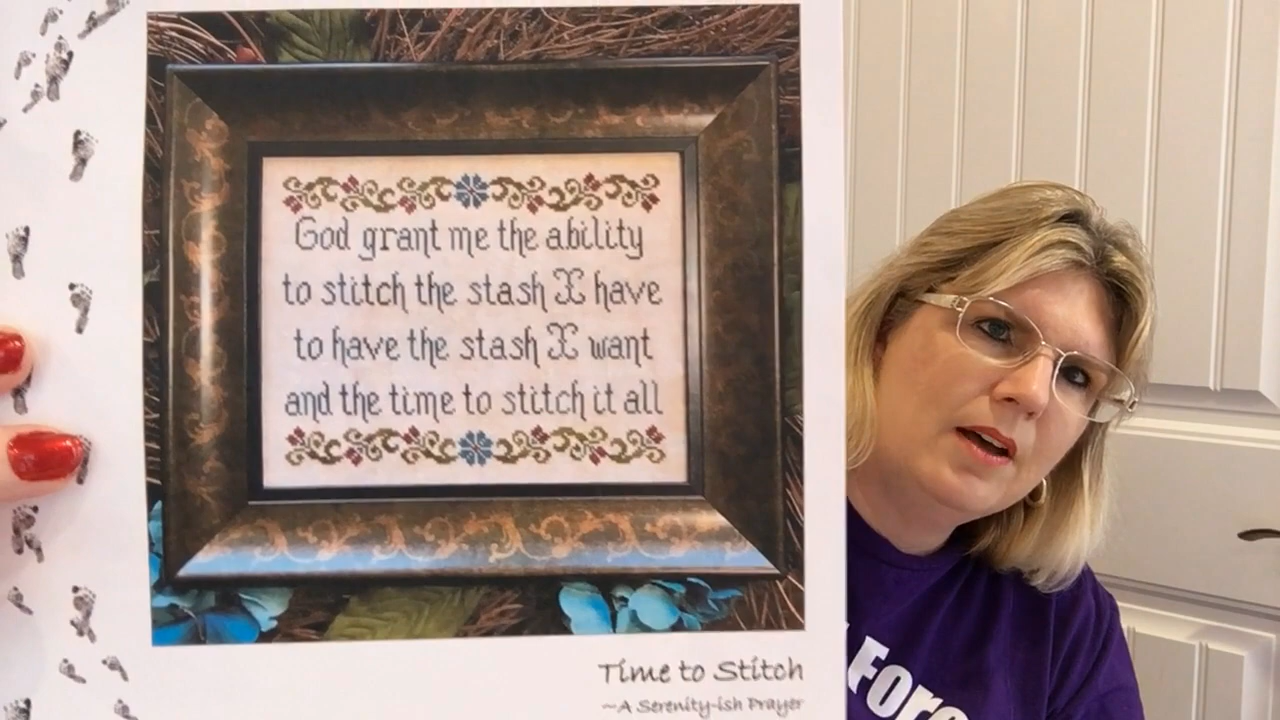 God grant me the ability
to stitch the stash I have
to have the stash I want
and the time to stitch it all
Time to Stitch
~A Serenity-ish Prayer